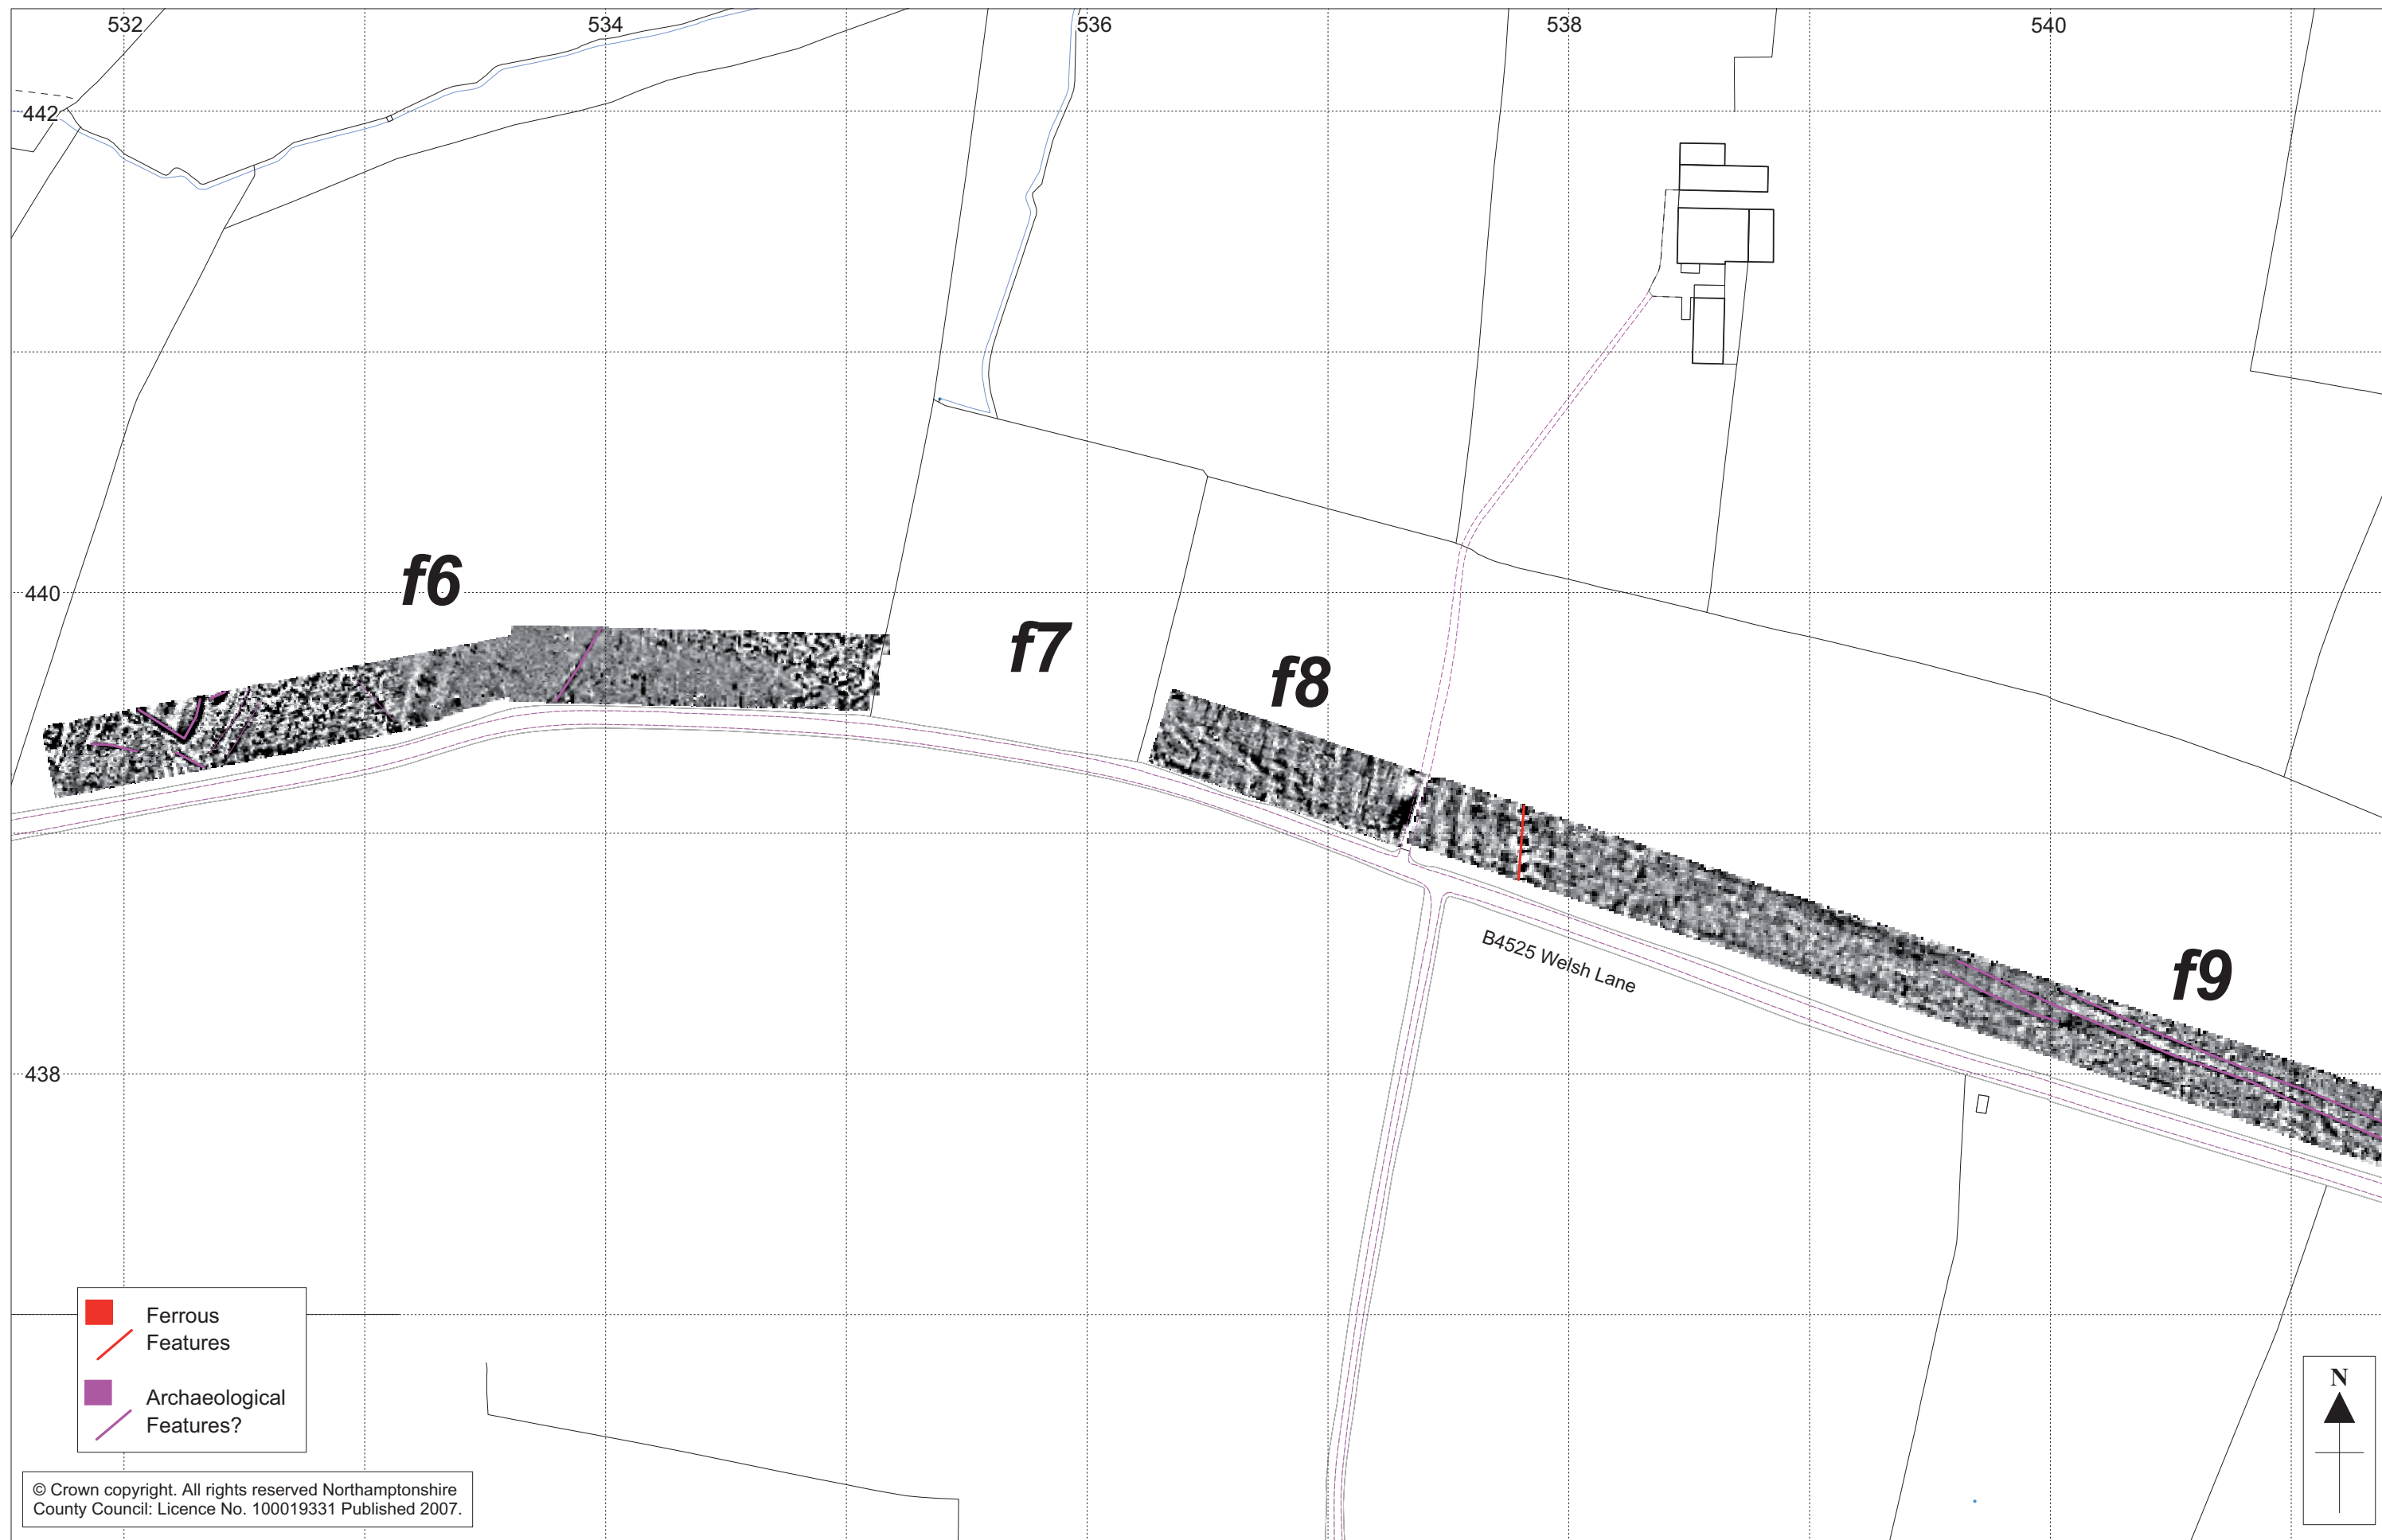 532
534
536
538
540
442
440
438
f6
f7
f8
f9
B4525 Welsh Lane
Ferrous
Features
Archaeological
Features?
N
© Crown copyright. All rights reserved Northamptonshire
County Council: Licence No. 100019331 Published 2007.